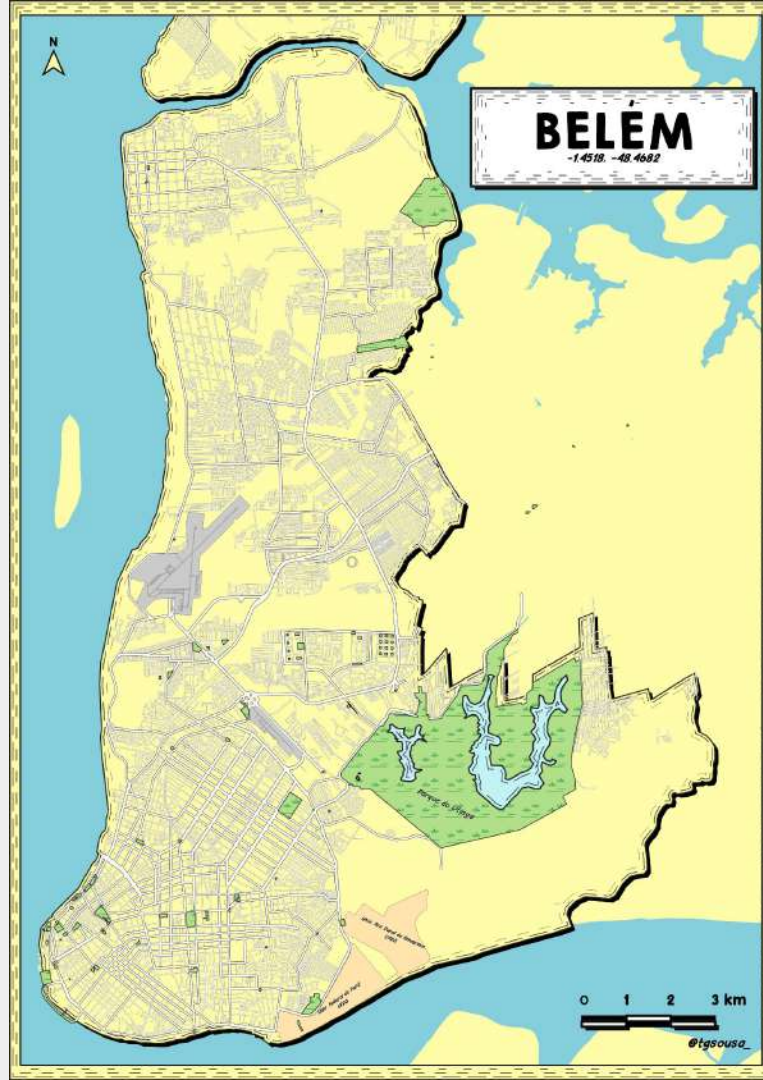 N
BELÉM
-1.4518, -48.4682
Parque do Utinga
0 1 2 3 km
@tgsousa_